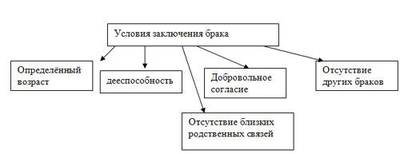 Условия заключения брака
Определённый
возраст
дееспособность
Добровольное
согласие
Отсутствие
других браков
Отсутствие близких
родственных связей